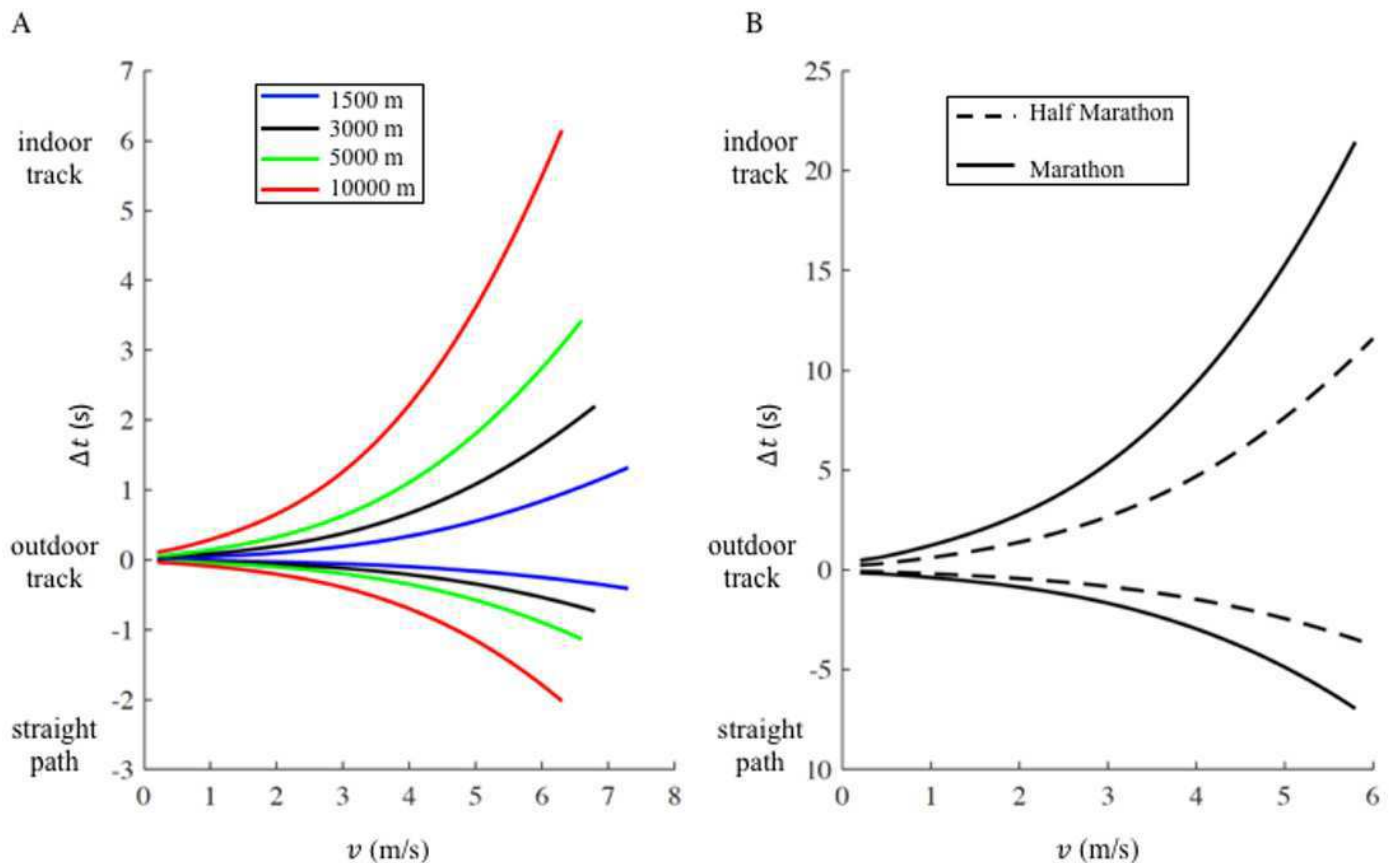 A
7
6
5
4
3
2
1
0
-1
-2
-3
indoor
track
outdoor
track
straight
path
Δt (s)
1500 m
3000 m
5000 m
10000 m
0 1 2 3 4 5 6 7 8
v (m/s)
B
25
20
15
10
5
0
-5
10
indoor
track
outdoor
track
straight
path
Δt (s)
Half Marathon
Marathon
0 1 2 3 4 5 6
v (m/s)